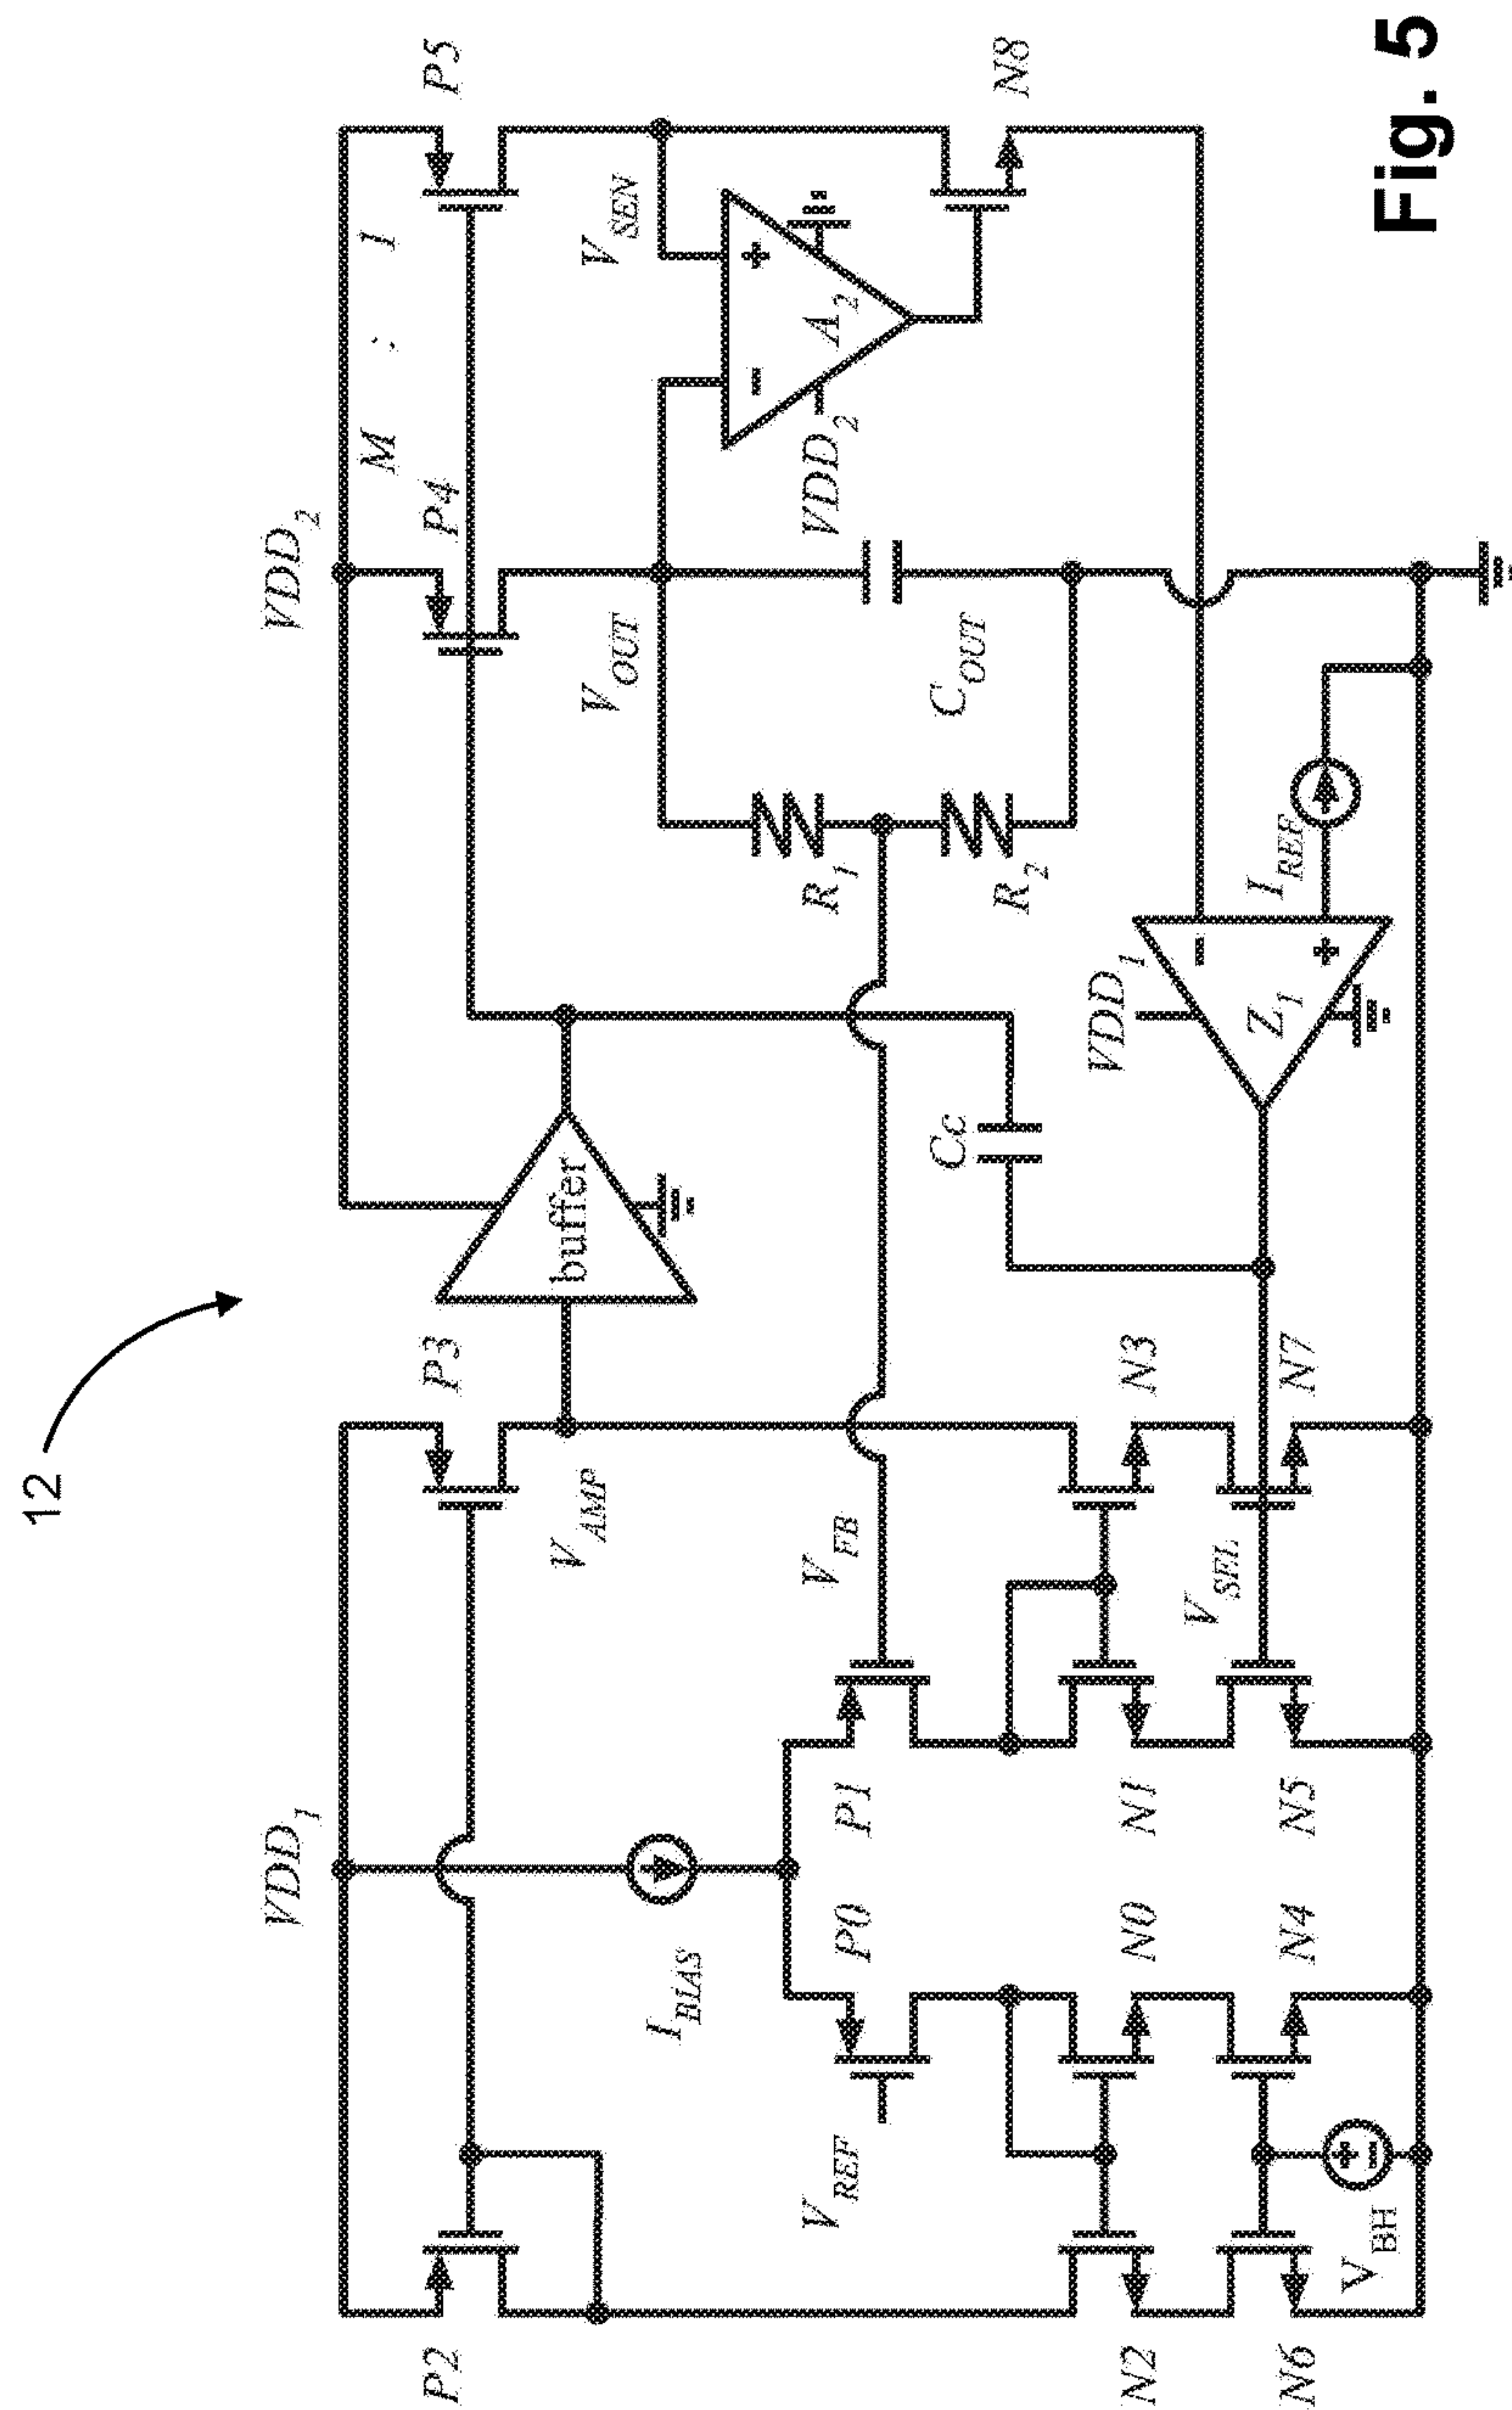 12
VDD1
VDD2
P2
P3
P4
M : 1
P5
IBIAS
VAMP
buffer
VOUT
VSEN
VREF
P0
P1
VFB
R1
VDD2
A2
+
−
N2
N0
N1
N3
Cc
R2
COUT
N8
N6
N4
N5
VSEL
N7
VDD1
Z1
−
+
IREF
VBH
+
−
Fig. 5